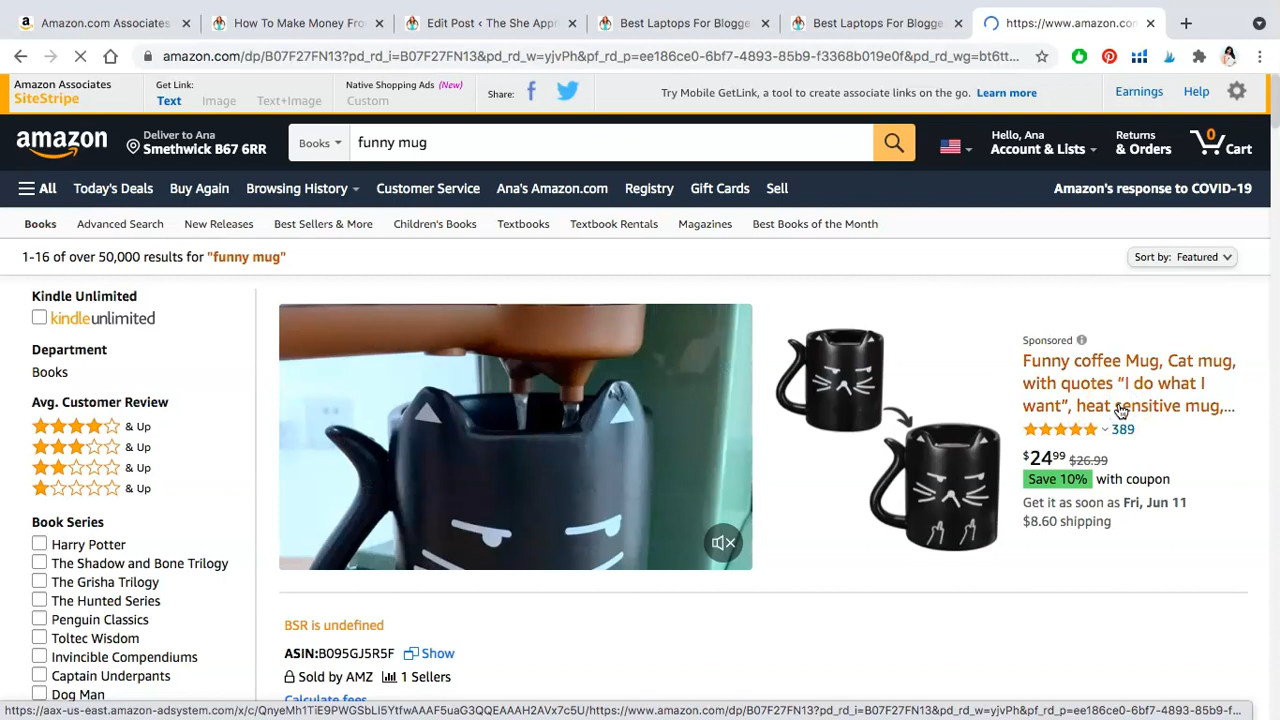 Amazon.com Associates
How To Make Money Fro
Edit Post ‹ The She Appr
Best Laptops For Blogge
Best Laptops For Blogge
https://www.amazon.co
amazon.com/dp/B07F27FN13?pd_rd_i=B07F27FN13&pd_rd_w=yjvPh&pf_rd_p=ee186ce0-6bf7-4893-85b9-f3368b019e0f&pd_rd_wg=bt6tt...
Amazon Associates
SiteStripe
Get Link:
Text
Image
Text+Image
Native Shopping Ads (New)
Custom
Share:
Try Mobile GetLink, a tool to create associate links on the go. Learn more
Earnings
Help
amazon
Deliver to Ana
Smethwick B67 6RR
Books
funny mug
Hello, Ana
Account & Lists
Returns
& Orders
0
Cart
All
Today's Deals
Buy Again
Browsing History
Customer Service
Ana's Amazon.com
Registry
Gift Cards
Sell
Amazon's response to COVID-19
Books
Advanced Search
New Releases
Best Sellers & More
Children's Books
Textbooks
Textbook Rentals
Magazines
Best Books of the Month
1-16 of over 50,000 results for "funny mug"
Sort by: Featured
Kindle Unlimited
kindleunlimited
Department
Books
Avg. Customer Review
& Up
& Up
& Up
& Up
Book Series
Harry Potter
The Shadow and Bone Trilogy
The Grisha Trilogy
The Hunted Series
Penguin Classics
Toltec Wisdom
Invincible Compendiums
Captain Underpants
Dog Man
Sponsored
Funny coffee Mug, Cat mug,
with quotes "I do what I
want", heat sensitive mug,...
389
$2499 $26.99
Save 10% with coupon
Get it as soon as Fri, Jun 11
$8.60 shipping
BSR is undefined
ASIN:B095GJ5R5F Show
Sold by AMZ 1 Sellers
Calculate fees
https://aax-us-east.amazon-adsystem.com/x/c/QnyeMh1TiE9PWGSbLI5YtfwAAAF5uaG3QQEAAAH2AVx7c5U/https://www.amazon.com/dp/B07F27FN13?pd_rd_i=B07F27FN13&pd_rd_w=yjvPh&pf_rd_p=ee186ce0-6bf7-4893-85b9-f...